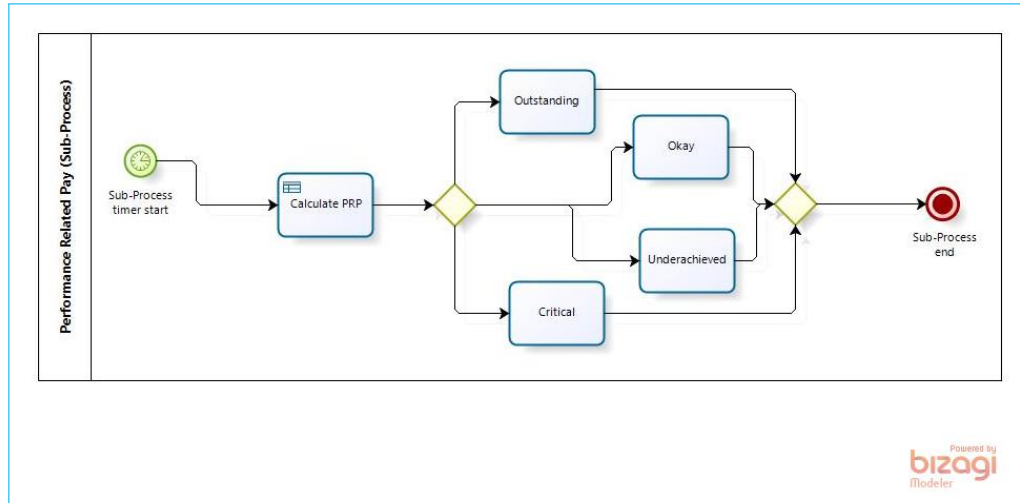 Performance Related Pay (Sub-Process)
Sub-Process
timer start
Calculate PRP
Outstanding
Okay
Underachieved
Critical
Sub-Process
end
Powered by
bizagi
Modeler